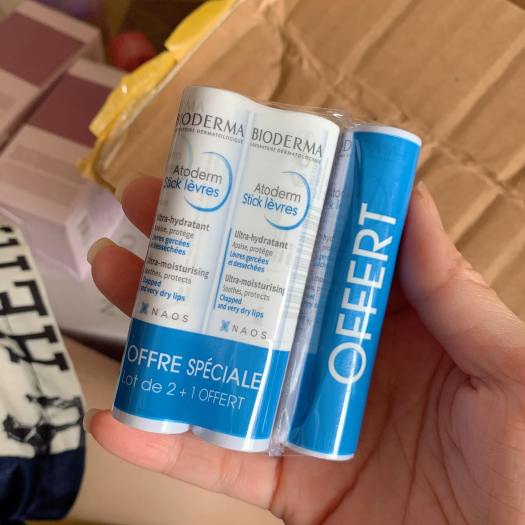 BIODERMA
LABORATOIRE DERMATOLOGIQUE
Atoderm
Stick lèvres
Ultra-hydratant
Apaise, protège
Lèvres gercées
et desséchées
Ultra-moisturising
Soothes, protects
Chapped
and very dry lips
NAOS
BIODERMA
LABORATOIRE DERMATOLOGIQUE
Atoderm
Stick lèvres
Ultra-hydratant
Apaise, protège
Lèvres gercées
et desséchées
Ultra-moisturising
Soothes, protects
Chapped
and very dry lips
NAOS
OFFRE SPÉCIALE
Lot de 2 + 1 OFFERT
OFFERT